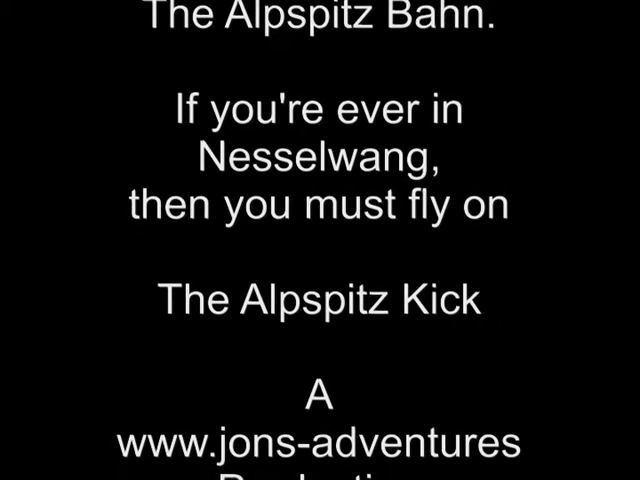 The Alpspitz Bahn.
If you're ever in
Nesselwang,
then you must fly on
The Alpspitz Kick
A
www.jons-adventures